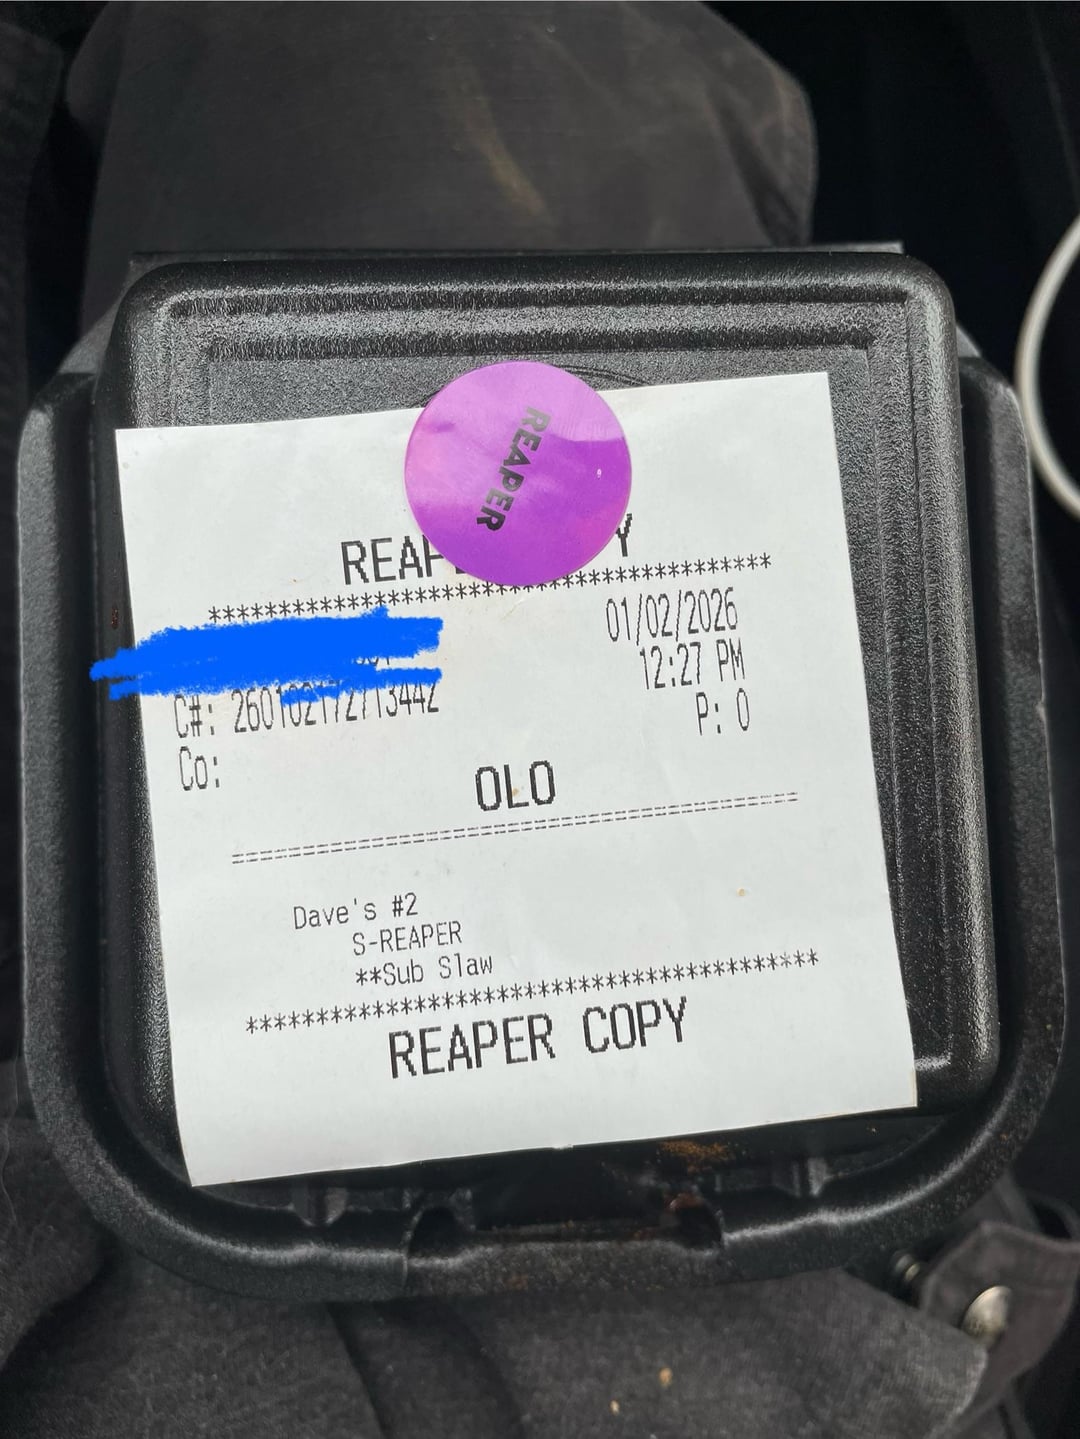 REAPER
REAP Y
****************************************
01/02/2026
12:27 PM
C#: 260102172713442
P: 0
Co:
OLO
========================================
Dave's #2
S-REAPER
**Sub Slaw
****************************************
REAPER COPY